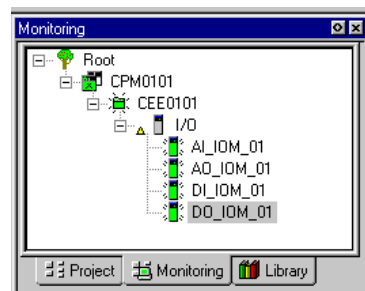 Monitoring
Root
CPM0101
CEE0101
I/O
AI_IOM_01
AO_IOM_01
DI_IOM_01
DO_IOM_01
Project Monitoring Library